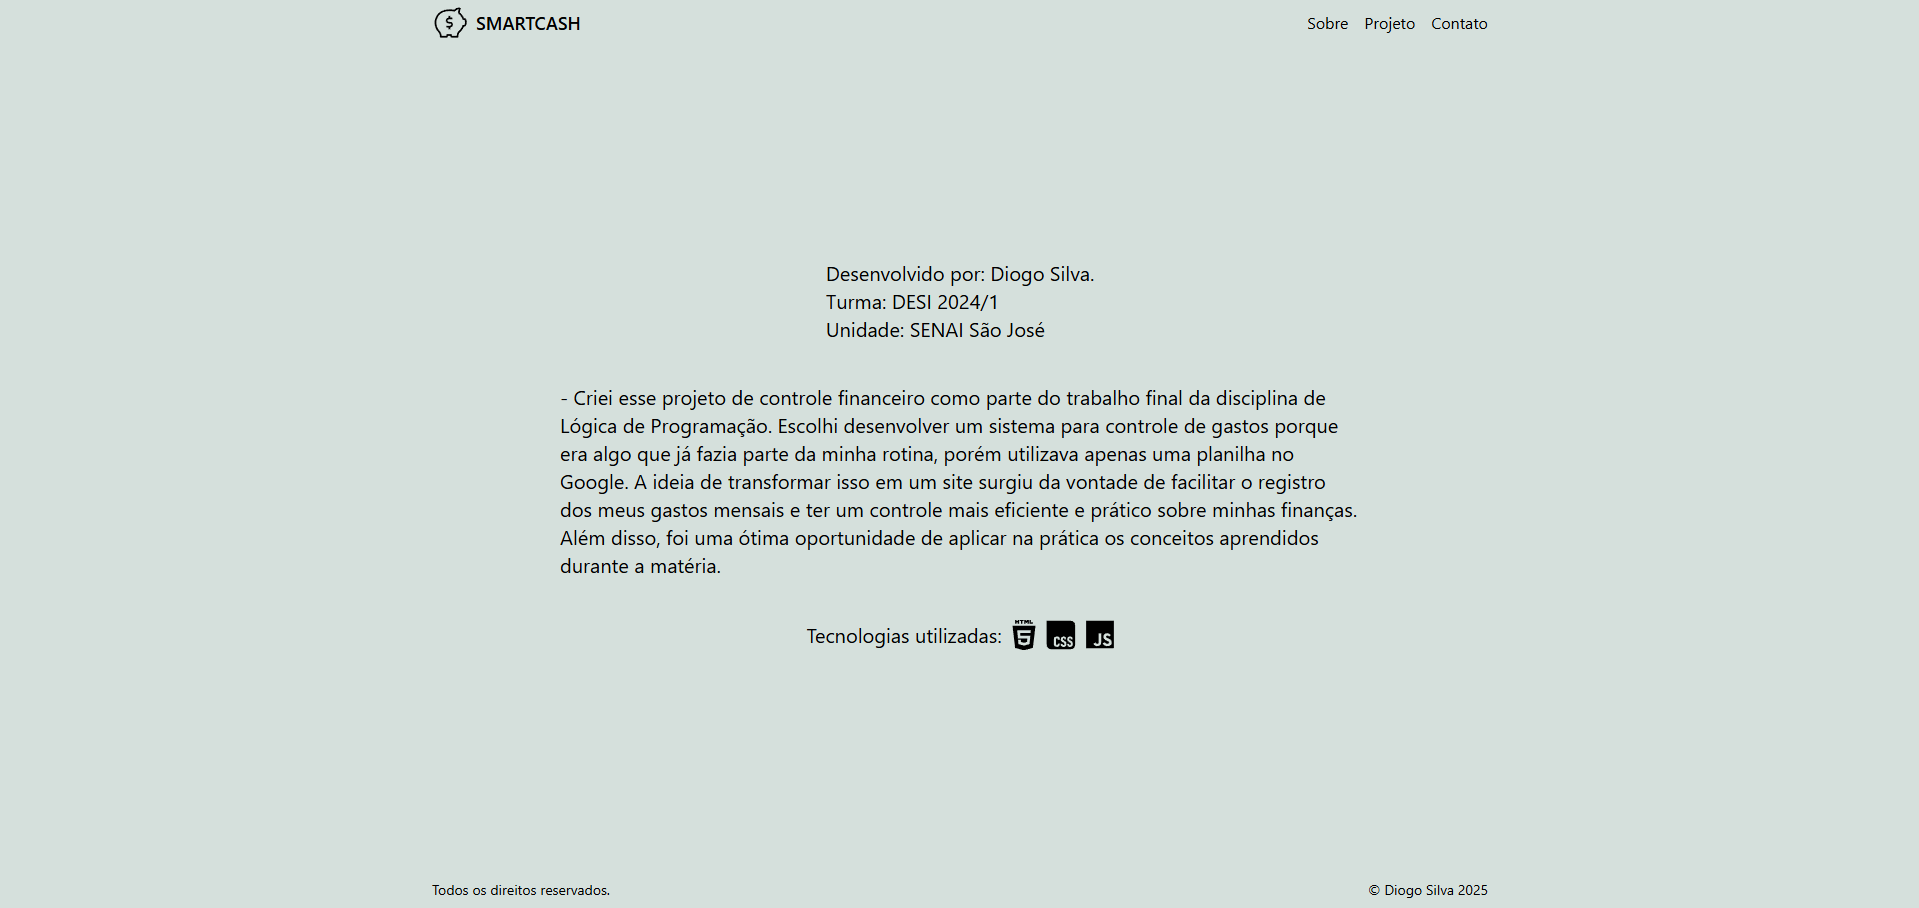 SMARTCASH
Sobre Projeto Contato
Desenvolvido por: Diogo Silva.
Turma: DESI 2024/1
Unidade: SENAI São José
- Criei esse projeto de controle financeiro como parte do trabalho final da disciplina de
Lógica de Programação. Escolhi desenvolver um sistema para controle de gastos porque
era algo que já fazia parte da minha rotina, porém utilizava apenas uma planilha no
Google. A ideia de transformar isso em um site surgiu da vontade de facilitar o registro
dos meus gastos mensais e ter um controle mais eficiente e prático sobre minhas finanças.
Além disso, foi uma ótima oportunidade de aplicar na prática os conceitos aprendidos
durante a matéria.
Tecnologias utilizadas: HTML 5 CSS JS
Todos os direitos reservados.
© Diogo Silva 2025